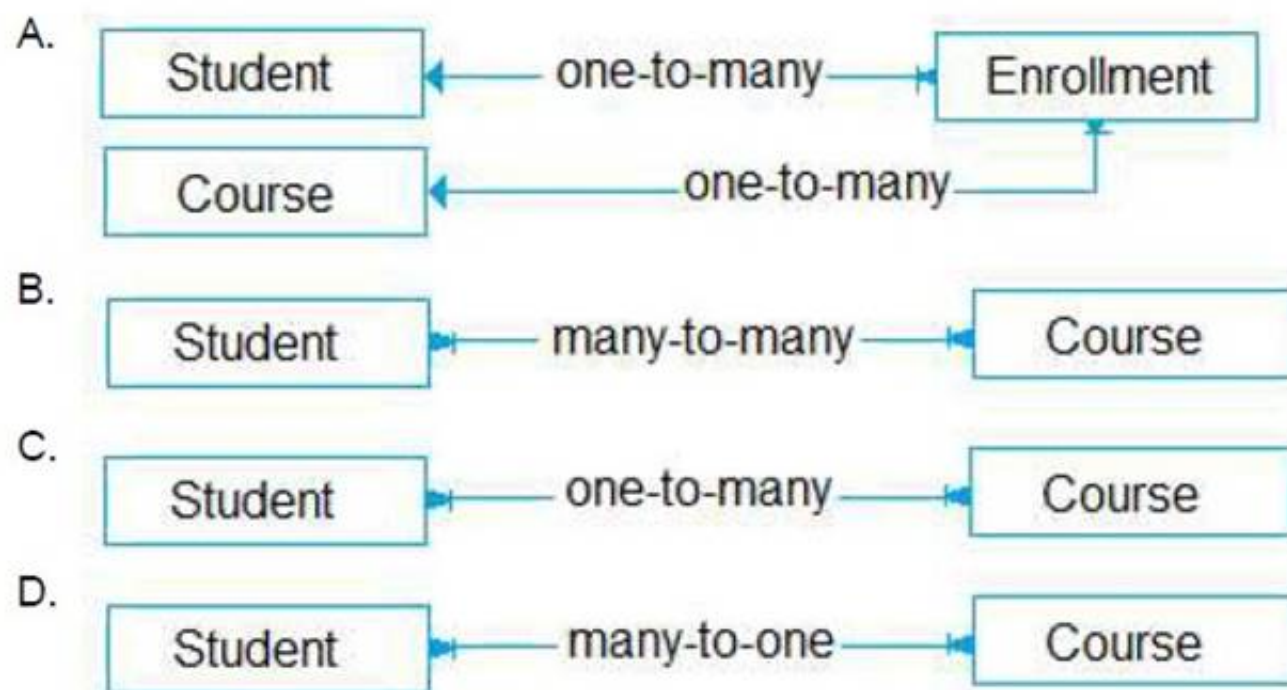 A.
Student one-to-many Enrollment
Course one-to-many
B.
Student many-to-many Course
C.
Student one-to-many Course
D.
Student many-to-one Course